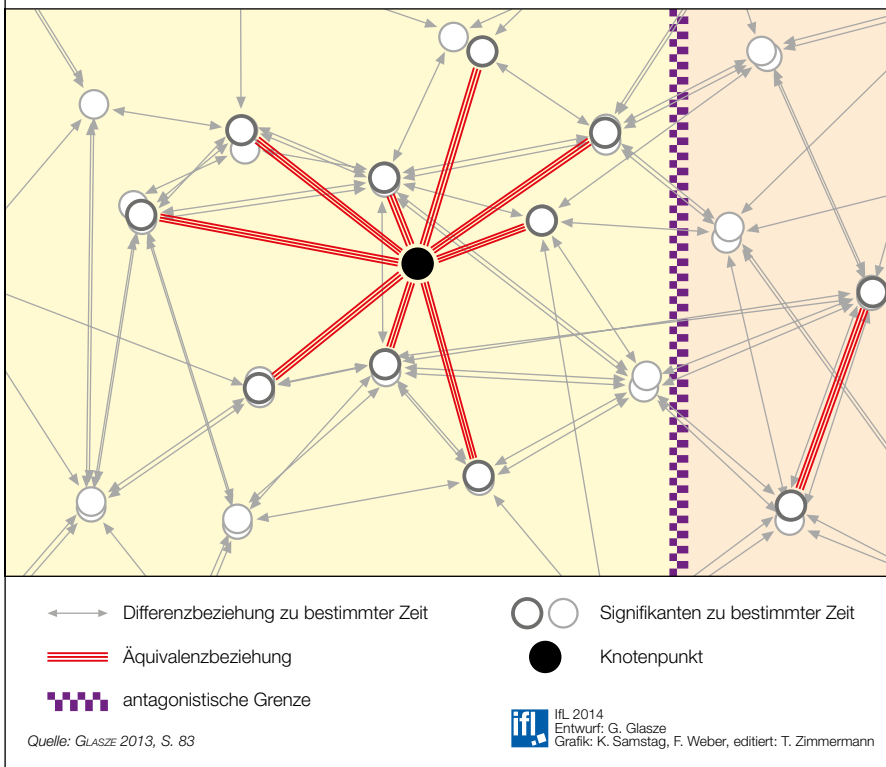 Differenzbeziehung zu bestimmter Zeit
Signifikanten zu bestimmter Zeit
Äquivalenzbeziehung
Knotenpunkt
antagonistische Grenze
ifl
IfL 2014
Entwurf: G. Glasze
Grafik: K. Samstag, F. Weber, editiert: T. Zimmermann
Quelle: GLASZE 2013, S. 83